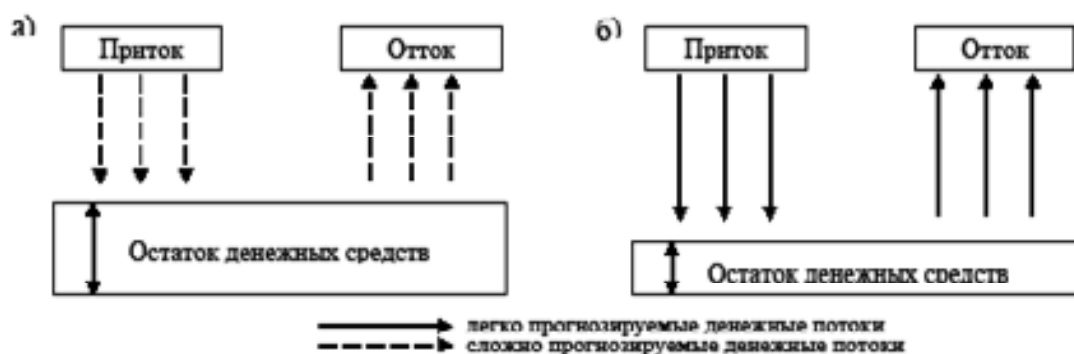 а)
Приток
Отток
Остаток денежных средств
б)
Приток
Отток
Остаток денежных средств
легко прогнозируемые денежные потоки
сложно прогнозируемые денежные потоки